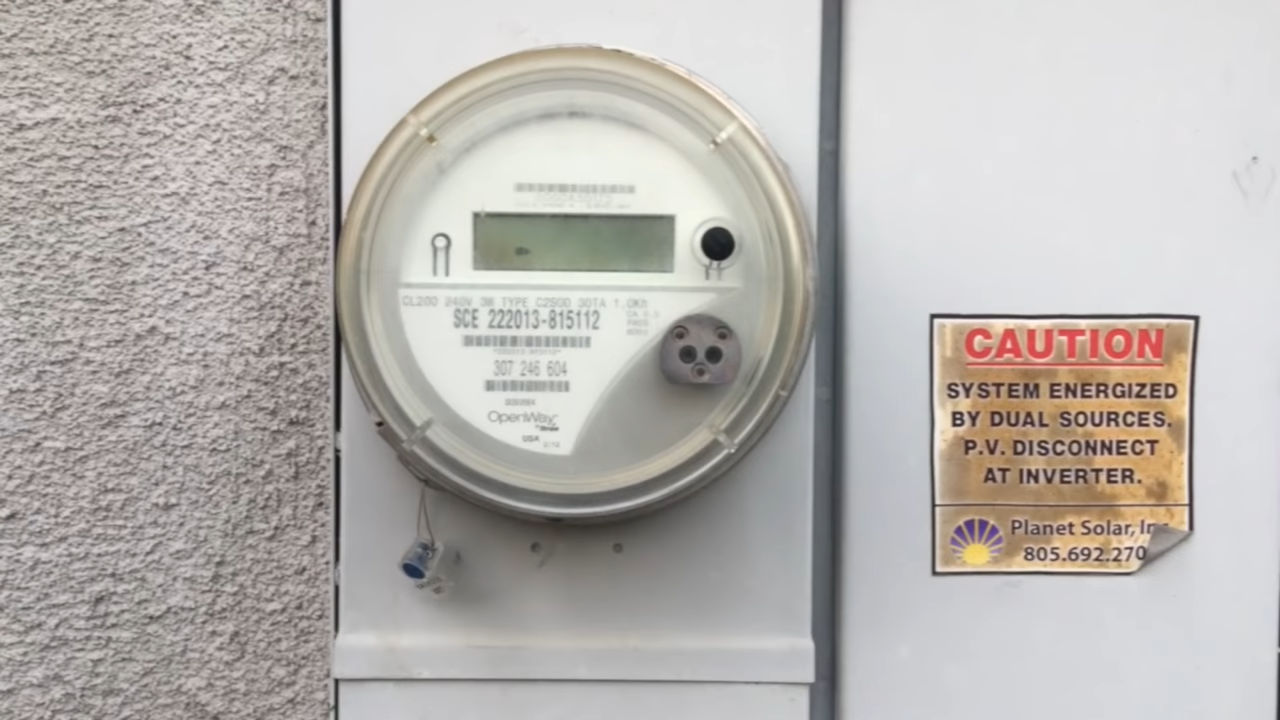 CL200 240V 3W TYPE C2SOD 30TA 1.0Kh
SCE 222013-815112
307 246 604
OpenWay
USA
CAUTION
SYSTEM ENERGIZED
BY DUAL SOURCES.
P.V. DISCONNECT
AT INVERTER.
Planet Solar,
805.692.270